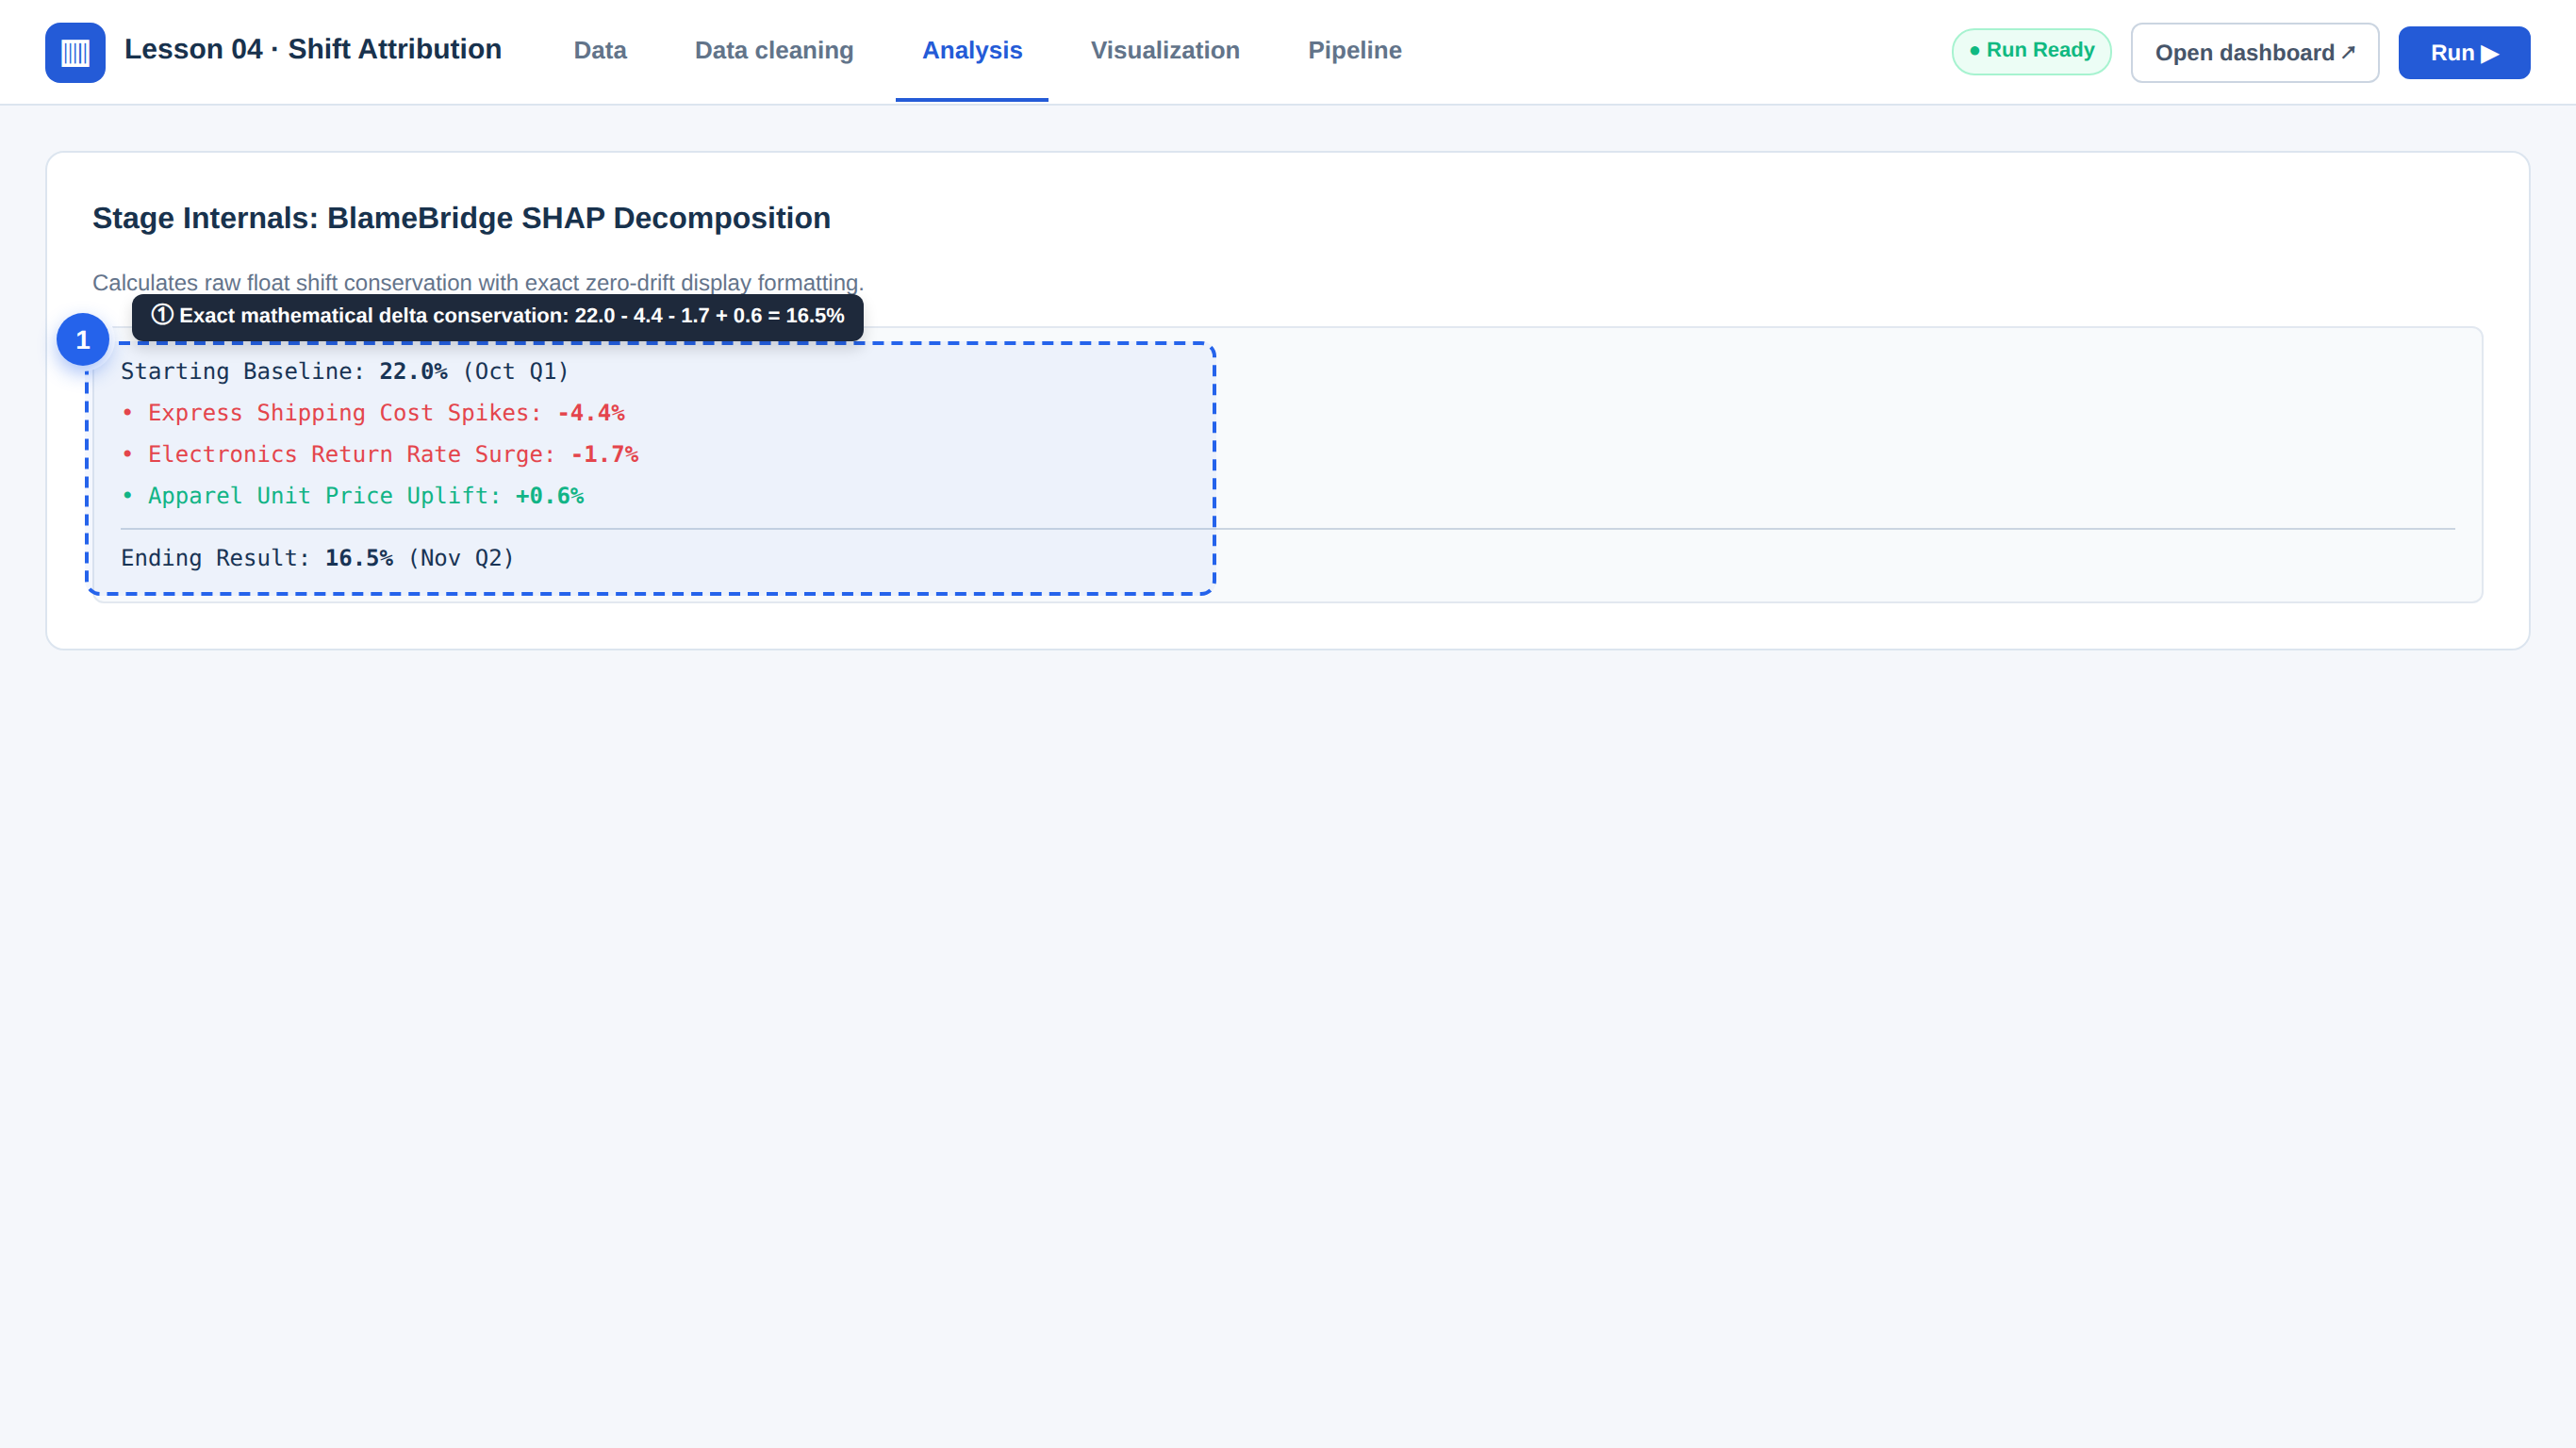 Lesson 04 · Shift Attribution
Data
Data cleaning
Analysis
Visualization
Pipeline
● Run Ready
Open dashboard ↗
Run ▶
Stage Internals: BlameBridge SHAP Decomposition
Calculates raw float shift conservation with exact zero-drift display formatting.
① Exact mathematical delta conservation: 22.0 - 4.4 - 1.7 + 0.6 = 16.5%
1
Starting Baseline: 22.0% (Oct Q1)
• Express Shipping Cost Spikes: -4.4%
• Electronics Return Rate Surge: -1.7%
• Apparel Unit Price Uplift: +0.6%
Ending Result: 16.5% (Nov Q2)